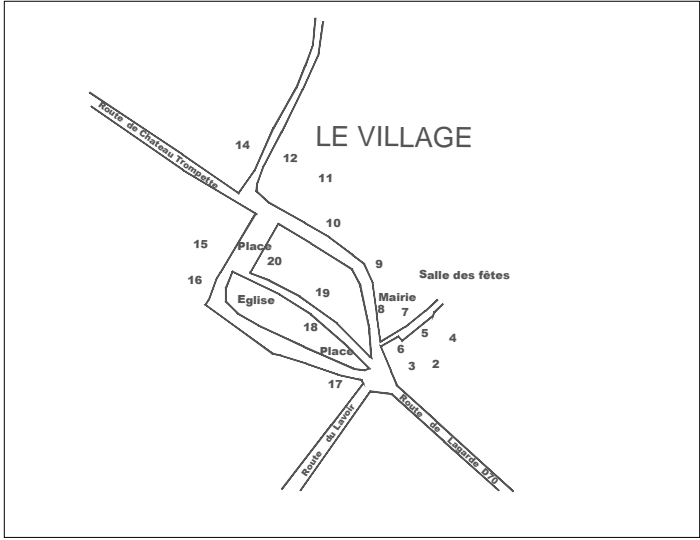 LE VILLAGE
Route de Chateau Trompette
14
12
11
10
15
Place
20
9
16
Salle des fêtes
Eglise
19
Mairie
8
7
18
5
4
Place
6
3
2
17
Route du Lavoir
Route de Lagarde D70